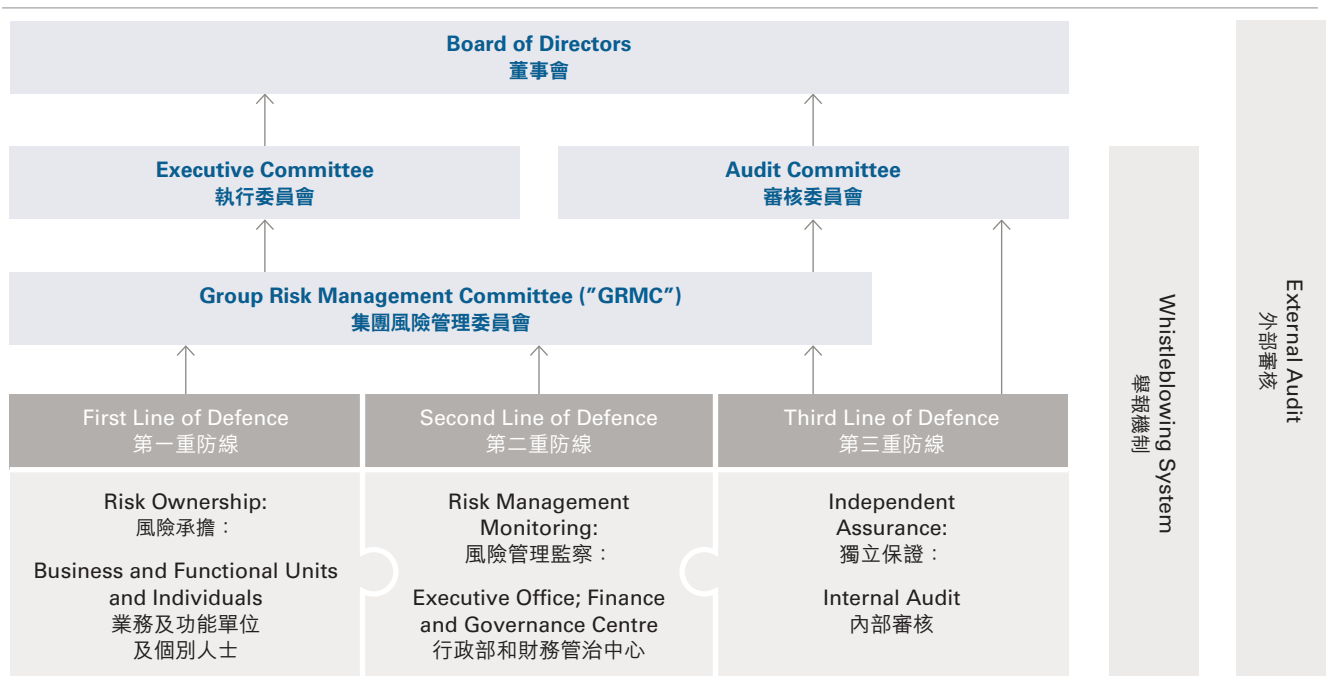 Board of Directors
董事會
Executive Committee
執行委員會
Audit Committee
審核委員會
Group Risk Management Committee (”GRMC”)
集團風險管理委員會
First Line of Defence
第一重防線
Second Line of Defence
第二重防線
Third Line of Defence
第三重防線
Risk Ownership:
風險承擔：
Business and Functional Units
and Individuals
業務及功能單位
及個別人士
Risk Management
Monitoring:
風險管理監察：
Executive Office; Finance
and Governance Centre
行政部和財務管治中心
Independent
Assurance:
獨立保證：
Internal Audit
內部審核
Whistleblowing System
舉報機制
External Audit
外部審核